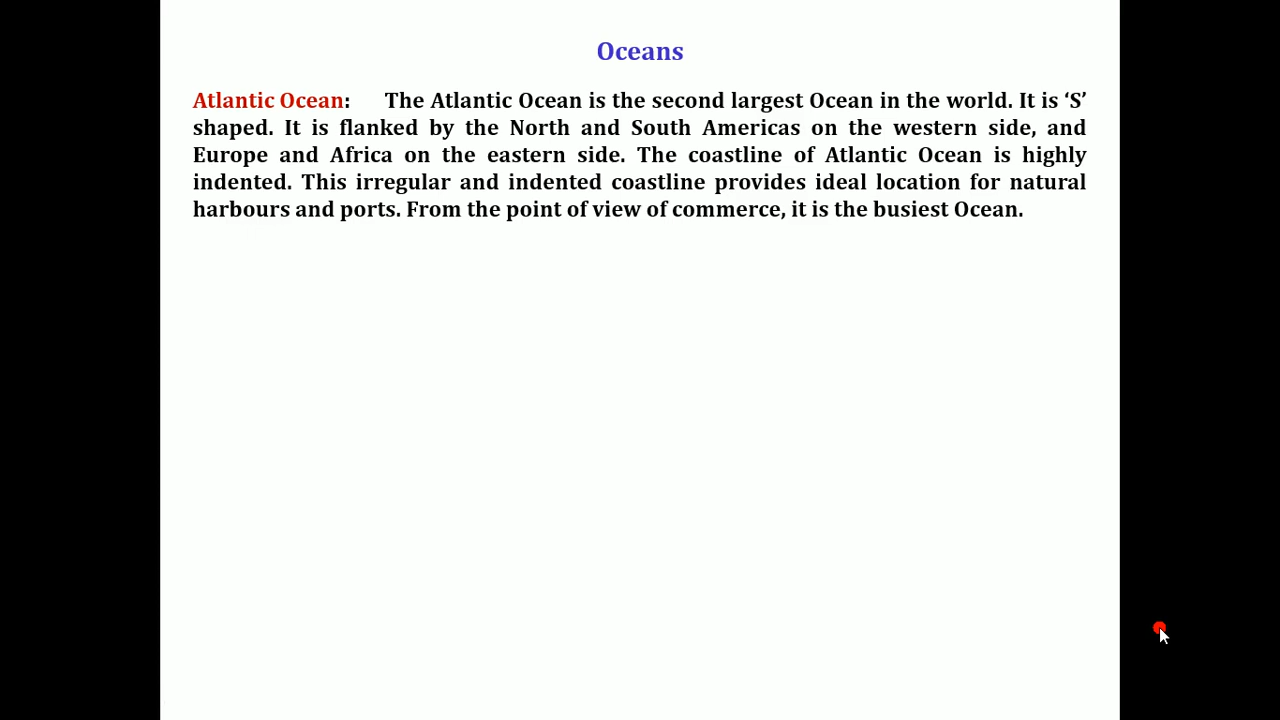 Oceans
Atlantic Ocean: The Atlantic Ocean is the second largest Ocean in the world. It is ‘S’
shaped. It is flanked by the North and South Americas on the western side, and
Europe and Africa on the eastern side. The coastline of Atlantic Ocean is highly
indented. This irregular and indented coastline provides ideal location for natural
harbours and ports. From the point of view of commerce, it is the busiest Ocean.